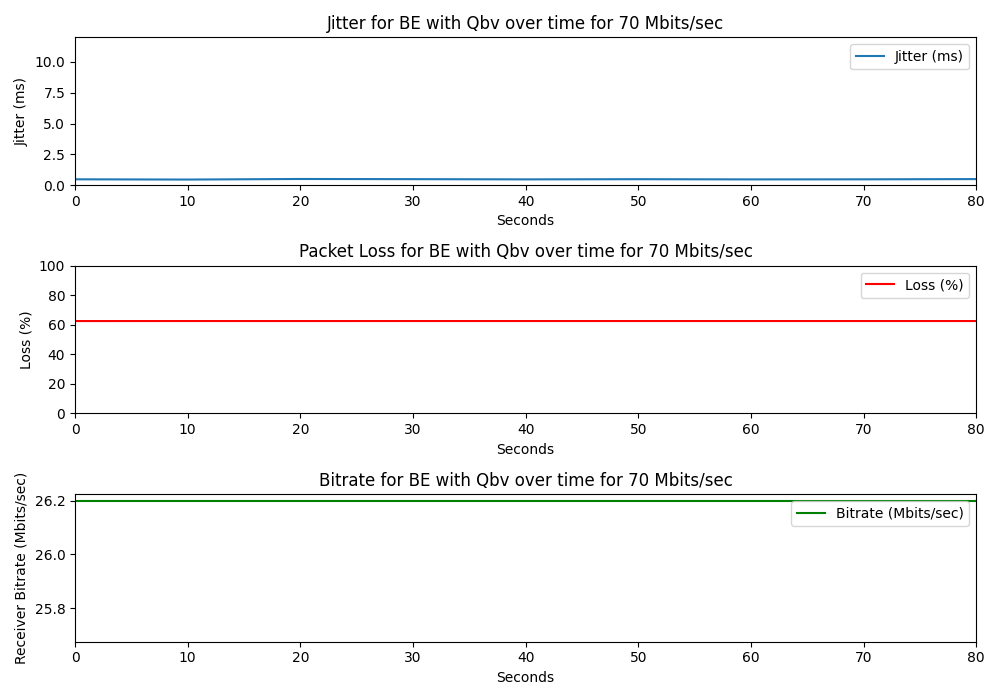 Jitter for BE with Qbv over time for 70 Mbits/sec
10.0
7.5
5.0
2.5
0.0
Jitter (ms)
Jitter (ms)
0 10 20 30 40 50 60 70 80
Seconds
Packet Loss for BE with Qbv over time for 70 Mbits/sec
100
80
60
40
20
0
Loss (%)
Loss (%)
0 10 20 30 40 50 60 70 80
Seconds
Bitrate for BE with Qbv over time for 70 Mbits/sec
26.2
26.0
25.8
Receiver Bitrate (Mbits/sec)
Bitrate (Mbits/sec)
0 10 20 30 40 50 60 70 80
Seconds